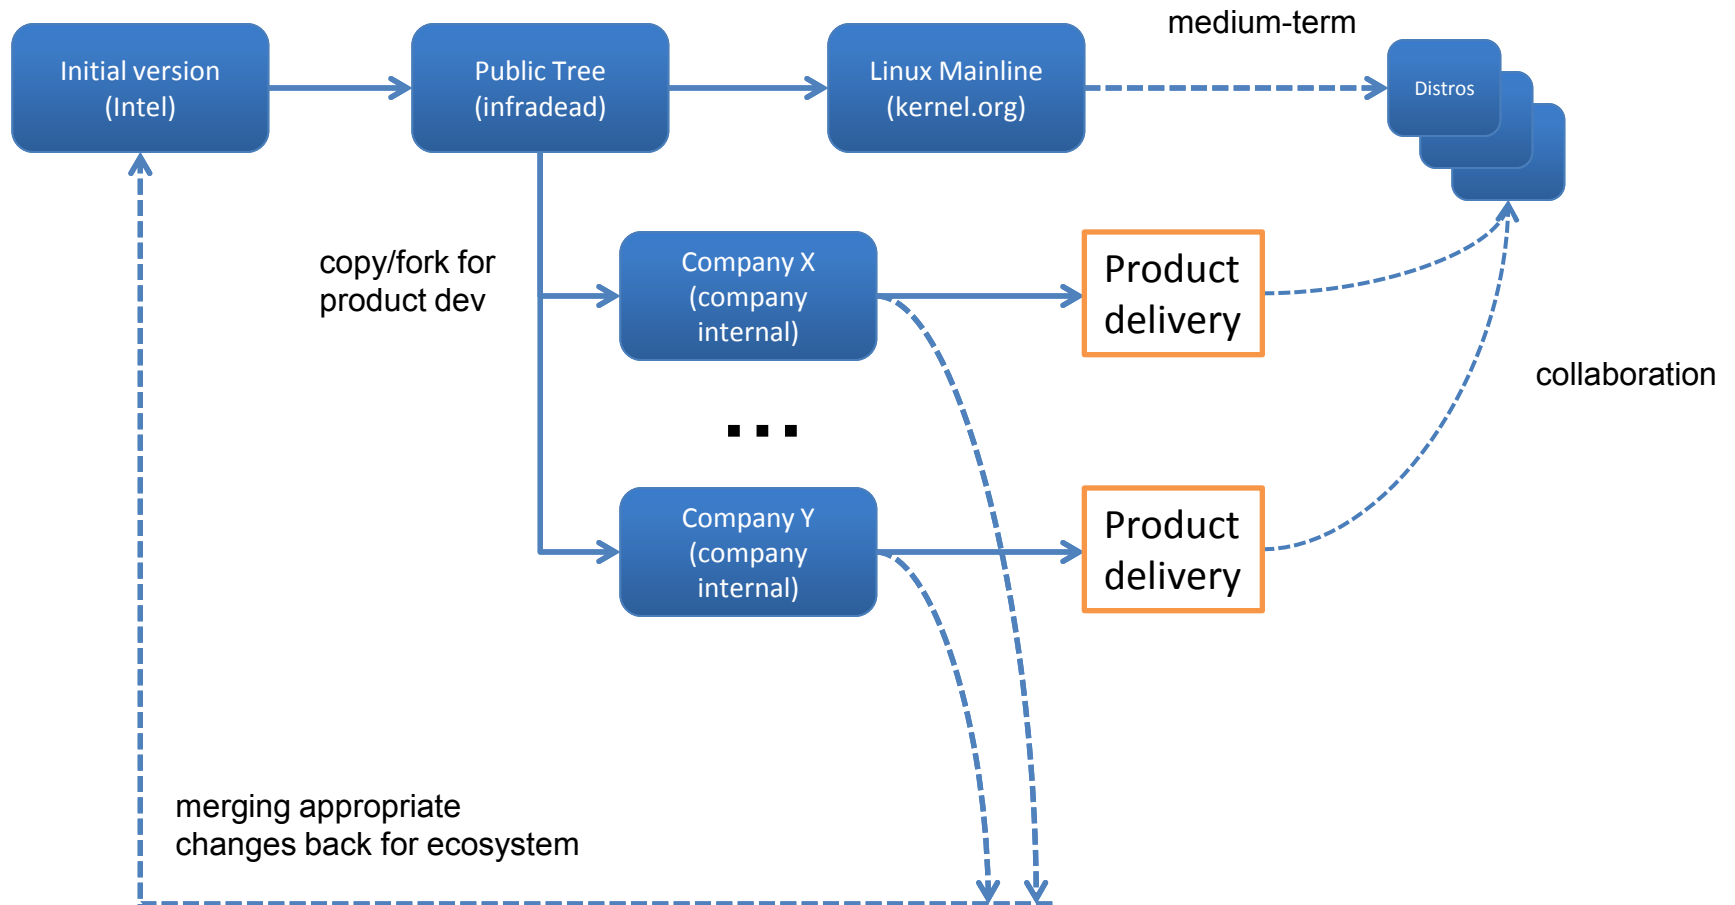 medium-term
Initial version
(Intel)
Public Tree
(infradead)
Linux Mainline
(kernel.org)
Distros
copy/fork for
product dev
Company X
(company
internal)
Product
delivery
collaboration
...
Company Y
(company
internal)
Product
delivery
merging appropriate
changes back for ecosystem